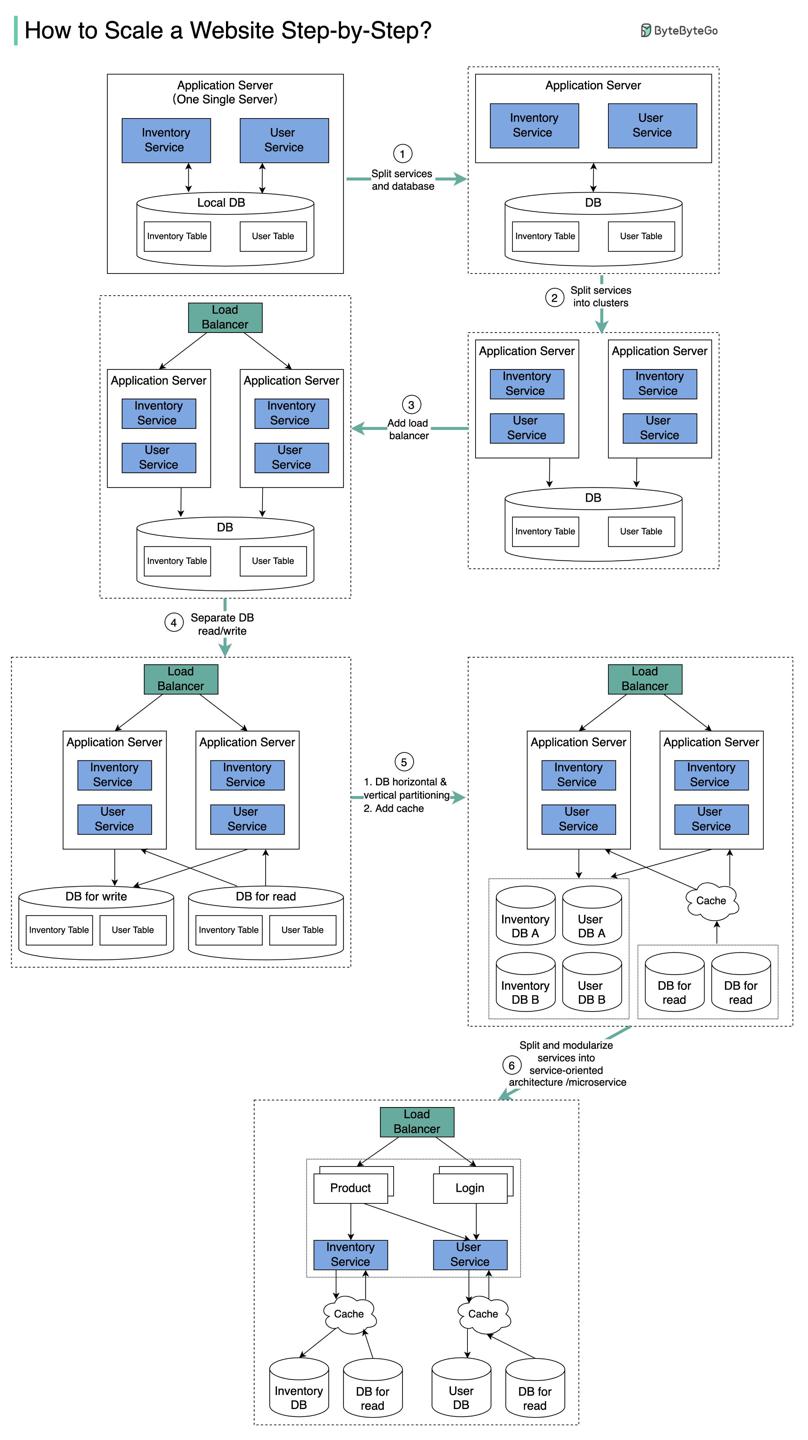 How to Scale a Website Step-by-Step?
ByteByteGo
Application Server
(One Single Server)
Inventory
Service
User
Service
Local DB
Inventory Table
User Table
1
Split services
and database
Application Server
Inventory
Service
User
Service
DB
Inventory Table
User Table
2
Split services
into clusters
Application Server
Inventory
Service
User
Service
Application Server
Inventory
Service
User
Service
DB
Inventory Table
User Table
3
Add load
balancer
Load
Balancer
Application Server
Inventory
Service
User
Service
Application Server
Inventory
Service
User
Service
DB
Inventory Table
User Table
4
Separate DB
read/write
Load
Balancer
Application Server
Inventory
Service
User
Service
Application Server
Inventory
Service
User
Service
DB for write
Inventory Table
User Table
DB for read
Inventory Table
User Table
5
1. DB horizontal &
vertical partitioning
2. Add cache
Load
Balancer
Application Server
Inventory
Service
User
Service
Application Server
Inventory
Service
User
Service
Inventory
DB A
User
DB A
Inventory
DB B
User
DB B
Cache
DB for
read
DB for
read
6
Split and modularize
services into
service-oriented
architecture /microservice
Load
Balancer
Product
Login
Inventory
Service
User
Service
Cache
Cache
Inventory
DB
DB for
read
User
DB
DB for
read